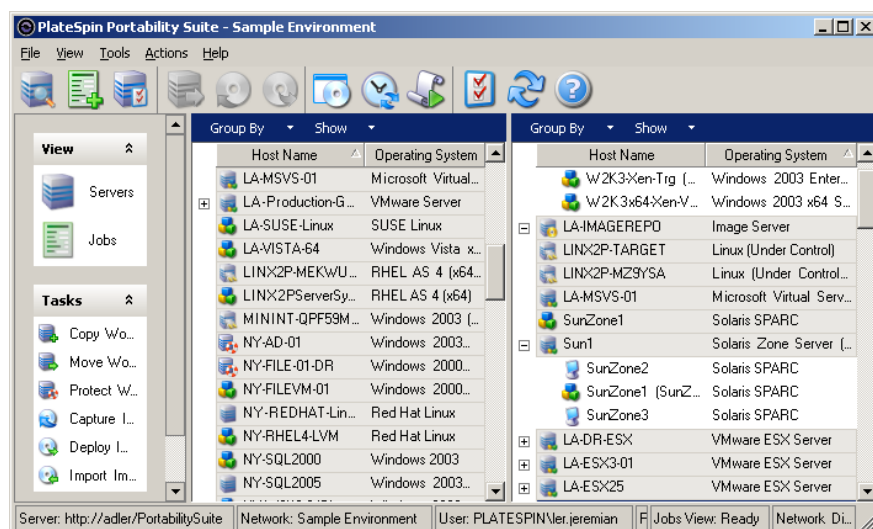 PlateSpin Portability Suite - Sample Environment
File View Tools Actions Help
View
Servers
Jobs
Tasks
Copy Wo...
Move Wo...
Protect W...
Capture I...
Deploy I...
Import Im...
Group By Show
Host Name Operating System
LA-MSVS-01 Microsoft Virtual...
LA-Production-G... VMware Server
LA-SUSE-Linux SUSE Linux
LA-VISTA-64 Windows Vista x...
LINX2P-MEKWU... RHEL AS 4 (x64...
LINX2PServerSy... RHEL AS 4 (x64)
MININT-QPF59M... Windows 2003 (...
NY-AD-01 Windows 2003...
NY-FILE-01-DR Windows 2000...
NY-FILEVM-01 Windows 2000...
NY-REDHAT-Lin... Red Hat Linux
NY-RHEL4-LVM Red Hat Linux
NY-SQL2000 Windows 2003
NY-SQL2005 Windows 2003...
Group By Show
Host Name Operating System
W2K3-Xen-Trg (... Windows 2003 Enter...
W2K3x64-Xen-V... Windows 2003 x64 S...
LA-IMAGEREPO Image Server
LINX2P-TARGET Linux (Under Control)
LINX2P-MZ9YSA Linux (Under Control...
LA-MSVS-01 Microsoft Virtual Serv...
SunZone1 Solaris SPARC
Sun1 Solaris Zone Server (...
SunZone2 Solaris SPARC
SunZone1 (SunZ... Solaris SPARC
SunZone3 Solaris SPARC
LA-DR-ESX VMware ESX Server
LA-ESX3-01 VMware ESX Server
LA-ESX25 VMware ESX Server
Server: http://adler/PortabilitySuite Network: Sample Environment User: PLATESPIN\ler.jeremian F Jobs View: Ready Network Di...